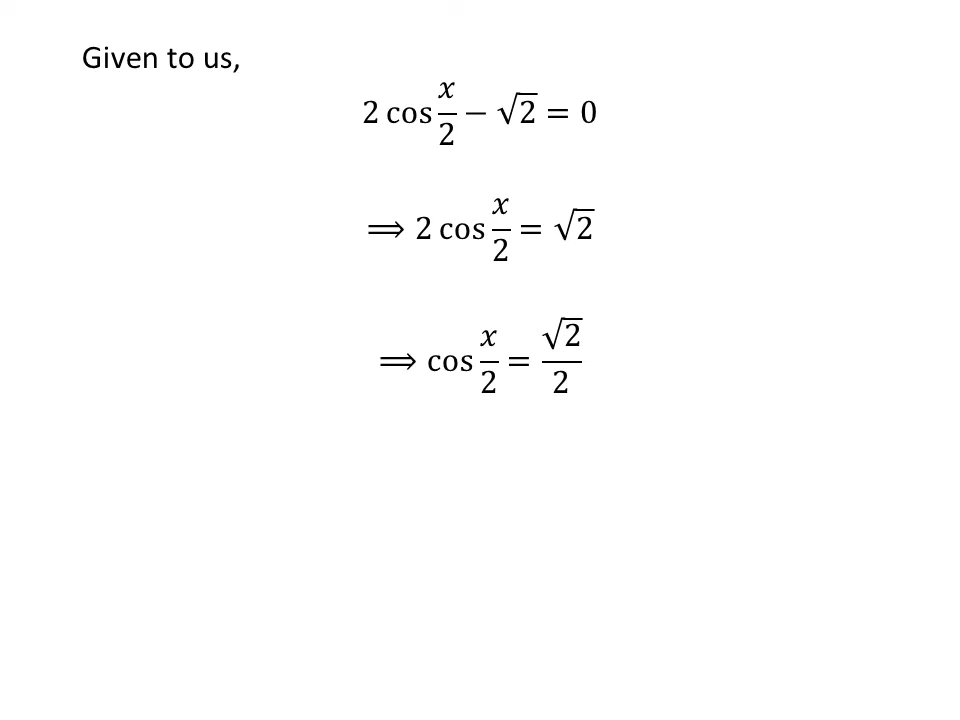 Given to us,
2 cos x/2 − √2 = 0
⟹ 2 cos x/2 = √2
⟹ cos x/2 = √2/2